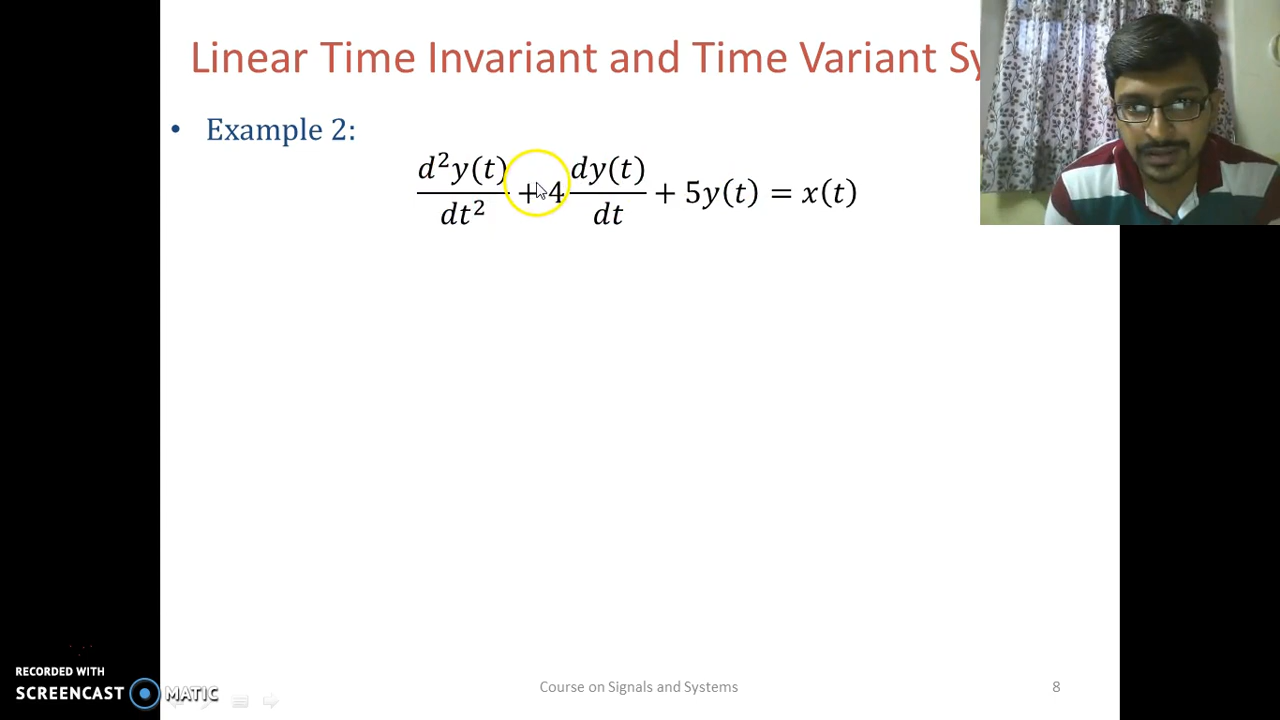 Linear Time Invariant and Time Variant Sy
• Example 2:
d²y(t)/dt² + 4 dy(t)/dt + 5y(t) = x(t)
RECORDED WITH
SCREENCAST MATIC
Course on Signals and Systems
8